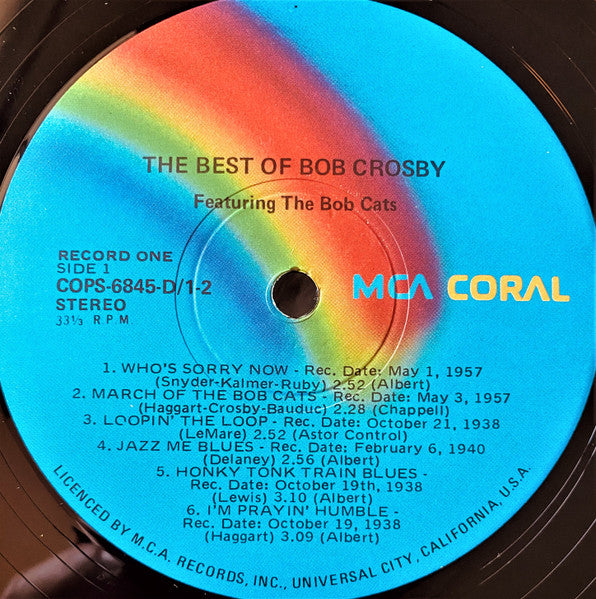 THE BEST OF BOB CROSBY
Featuring The Bob Cats
RECORD ONE
SIDE 1
COPS-6845-D/1-2
STEREO
33⅓ R.P.M.
MCA CORAL
1. WHO'S SORRY NOW - Rec. Date: May 1, 1957
(Snyder-Kalmer-Ruby) 2.52 (Albert)
2. MARCH OF THE BOB CATS - Rec. Date: May 3, 1957
(Haggart-Crosby-Bauduc) 2.28 (Chappell)
3. LOOPIN' THE LOOP - Rec. Date: October 21, 1938
(LeMare) 2.52 (Astor Control)
4. JAZZ ME BLUES - Rec. Date: February 6, 1940
(Delaney) 2.56 (Albert)
5. HONKY TONK TRAIN BLUES -
Rec. Date: October 19th, 1938
(Lewis) 3.10 (Albert)
6. I'M PRAYIN' HUMBLE -
Rec. Date: October 19, 1938
(Haggart) 3.09 (Albert)
LICENCED BY M.C.A. RECORDS, INC., UNIVERSAL CITY, CALIFORNIA, U.S.A.